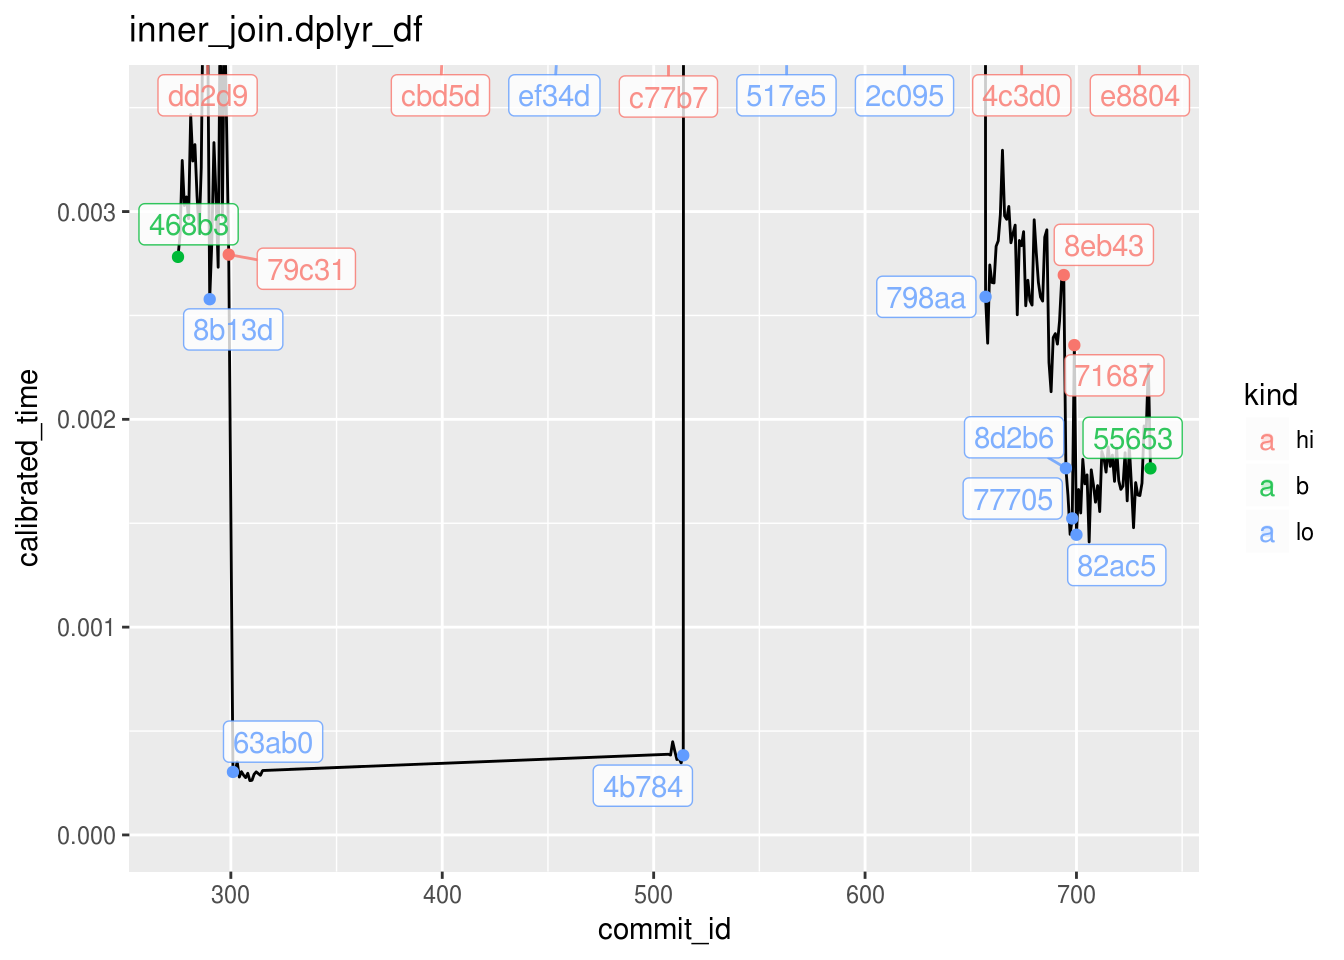 inner_join.dplyr_df
dd2d9 cbd5d ef34d c77b7 517e5 2c095 4c3d0 e8804
0.003
468b3
8eb43
79c31
798aa
8b13d
71687
0.002
8d2b6 55653
77705
82ac5
0.001
63ab0
4b784
0.000
300 400 500 600 700
commit_id
calibrated_time
kind
a hi
a b
a lo